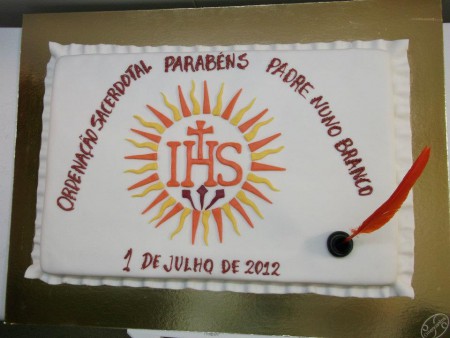 ORDENAÇÃO SACERDOTAL PARABÉNS PADRE NUNO BRANCO
IHS
1 DE JULHO DE 2012